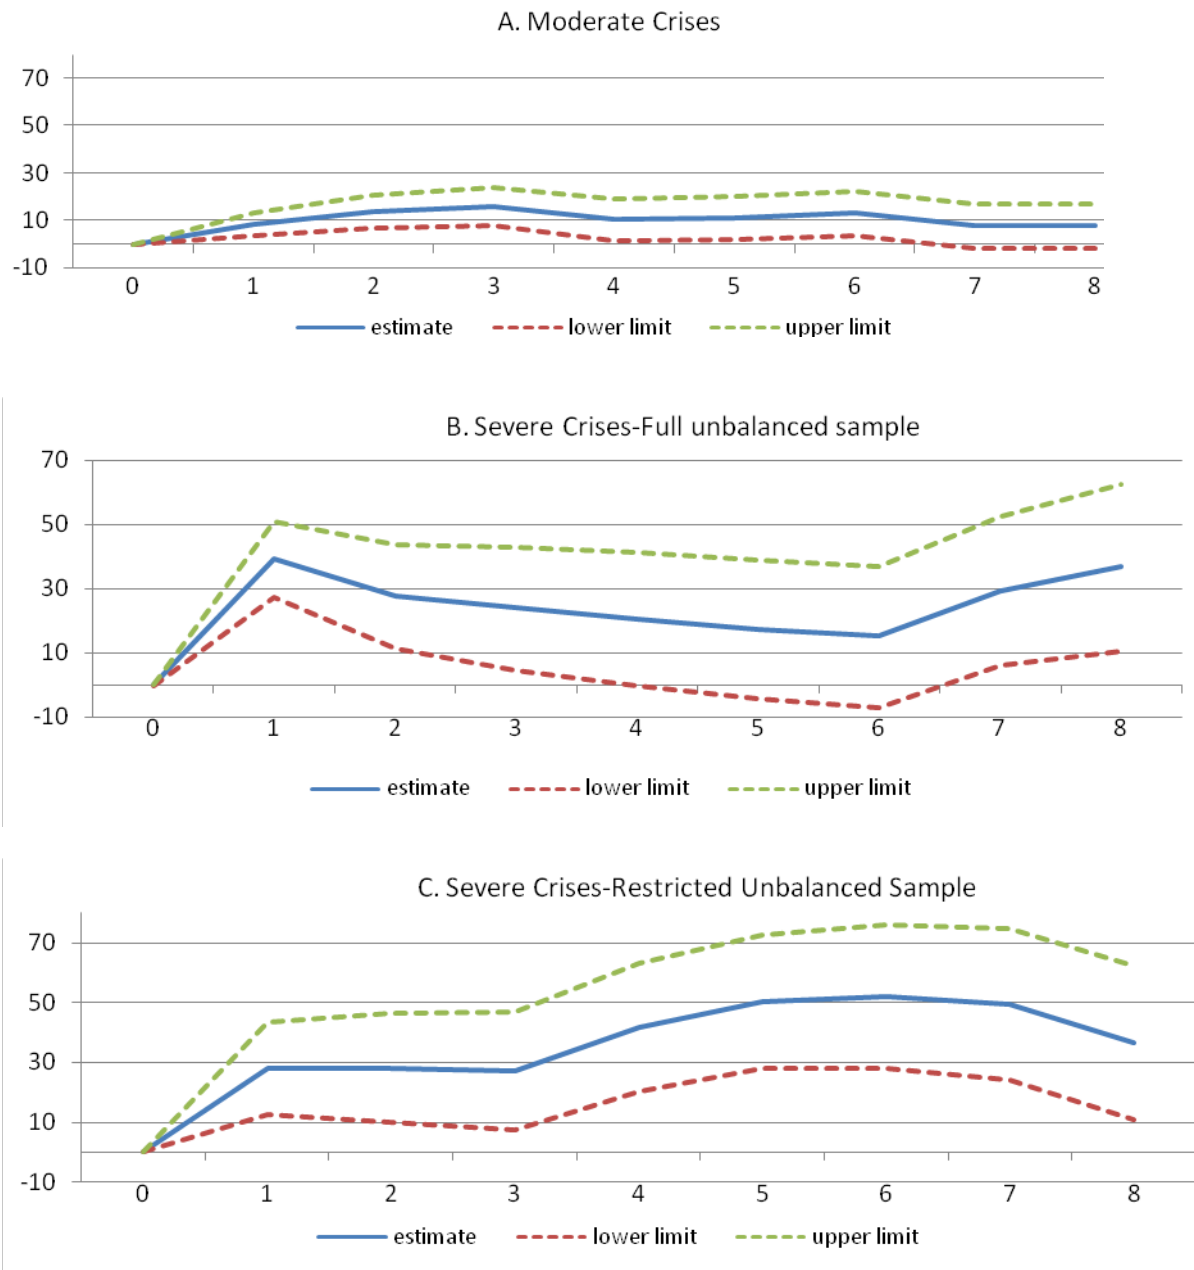 A. Moderate Crises
70
50
30
10
-10
0 1 2 3 4 5 6 7 8
estimate lower limit upper limit
B. Severe Crises-Full unbalanced sample
70
50
30
10
-10
0 1 2 3 4 5 6 7 8
estimate lower limit upper limit
C. Severe Crises-Restricted Unbalanced Sample
70
50
30
10
-10
0 1 2 3 4 5 6 7 8
estimate lower limit upper limit